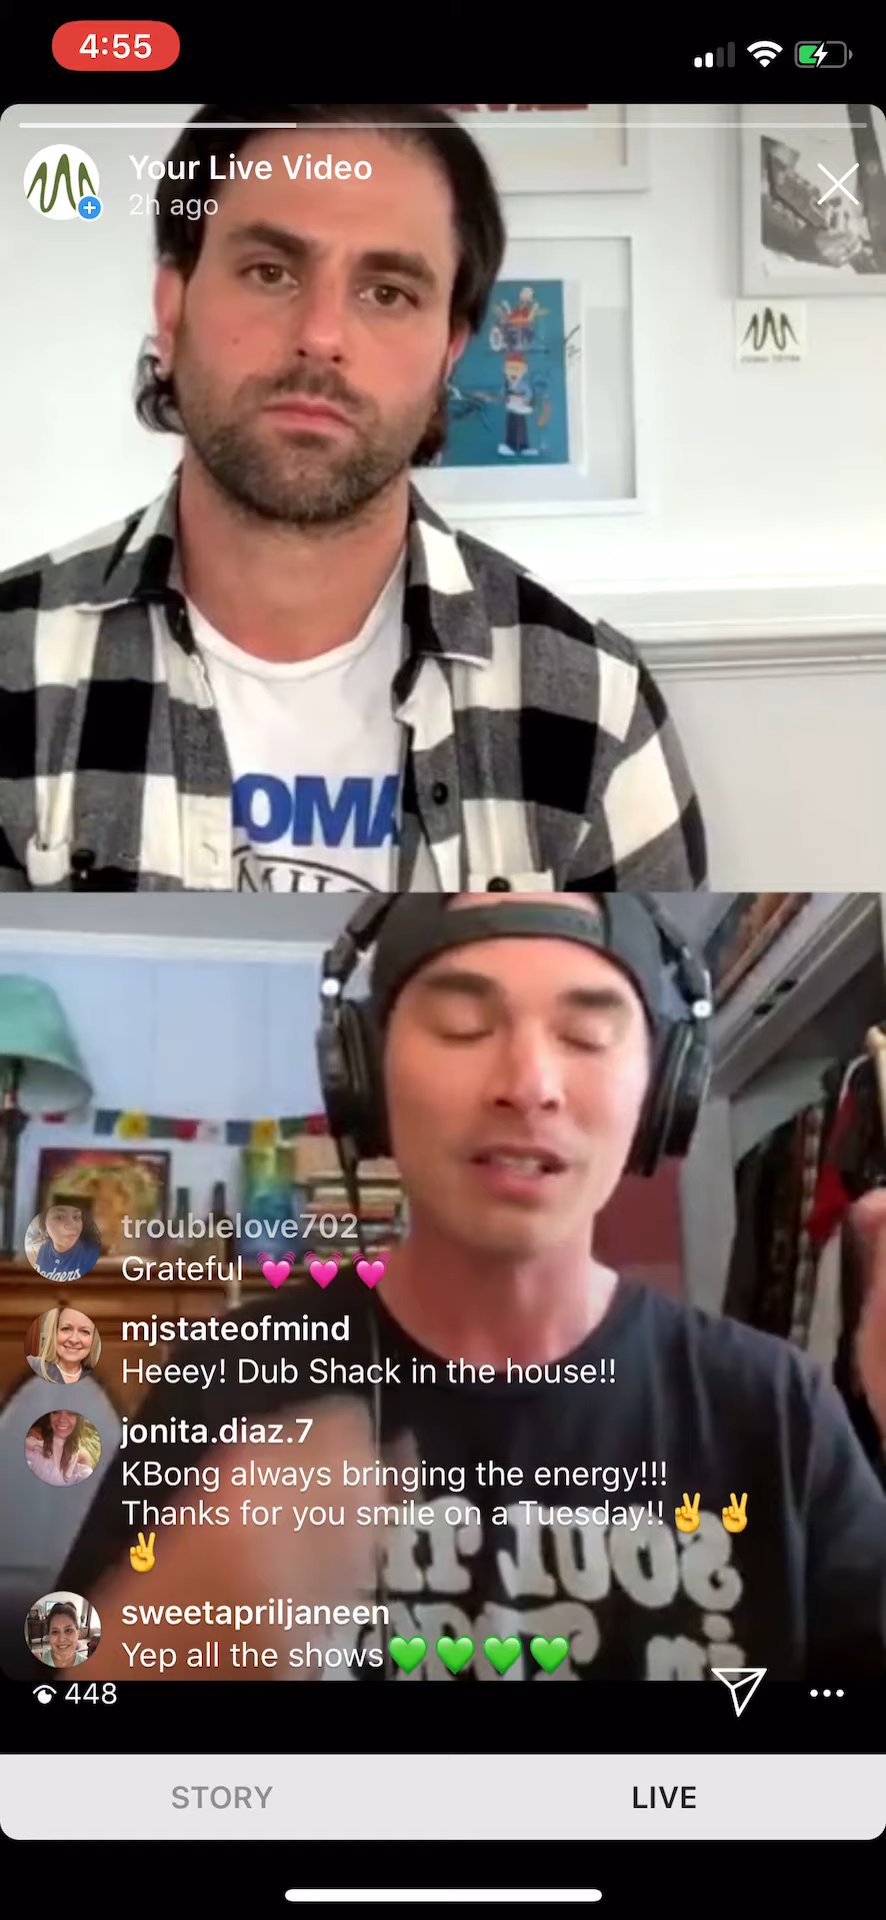 4:55
Your Live Video
2h ago
OMA
troublelove702
Grateful 💓 💓 💓
mjstateofmind
Heeey! Dub Shack in the house!!
jonita.diaz.7
KBong always bringing the energy!!!
Thanks for you smile on a Tuesday!!✌️ ✌️
✌️
sweetapriljaneen
Yep all the shows💚 💚 💚 💚
448
STORY
LIVE